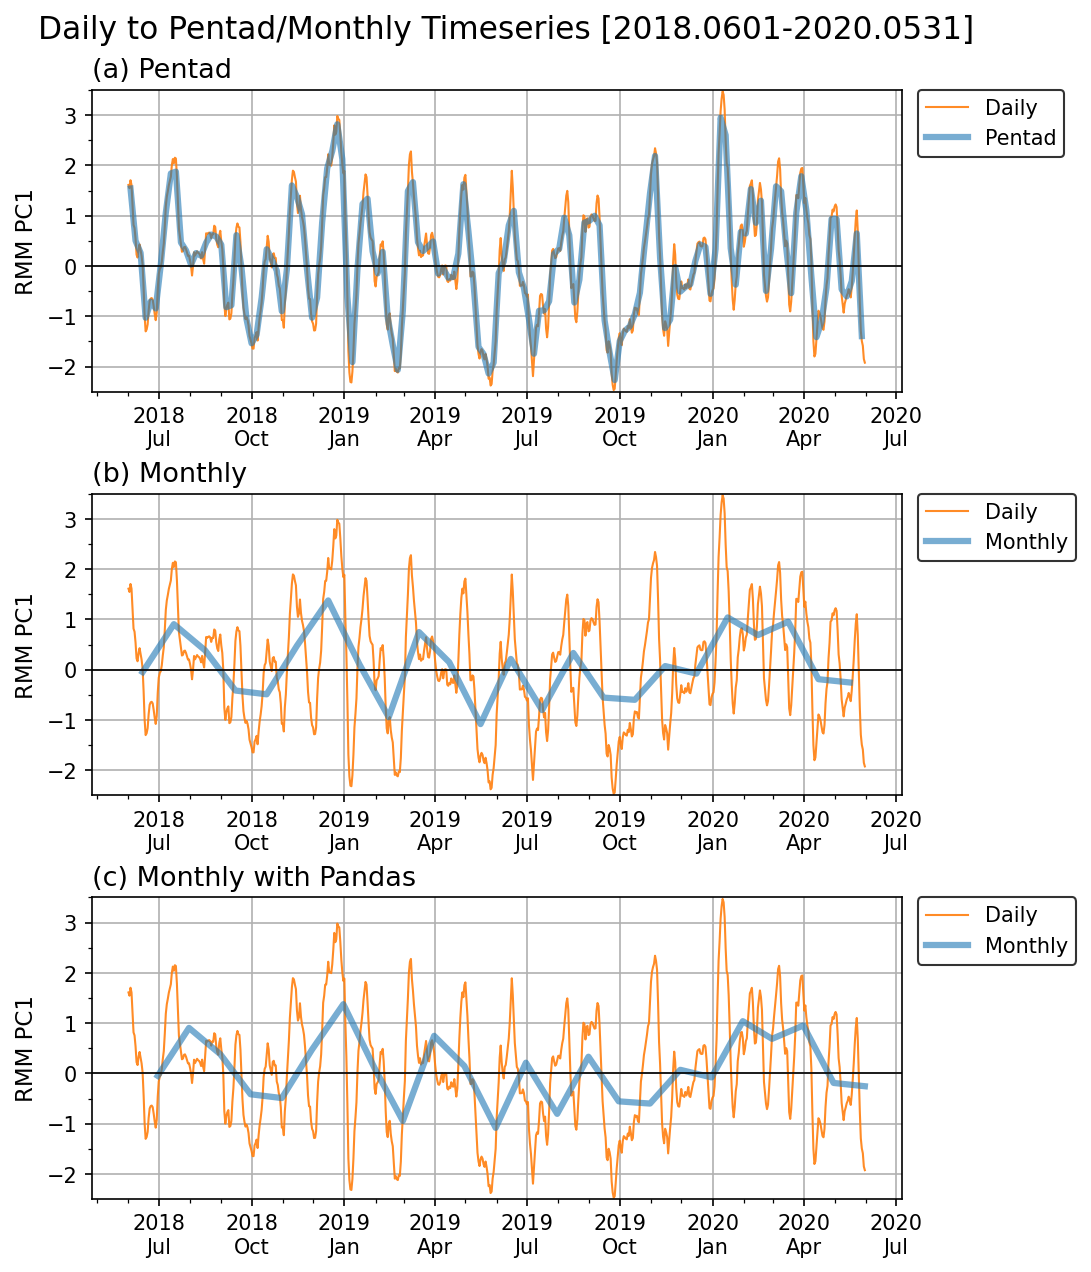 Daily to Pentad/Monthly Timeseries [2018.0601-2020.0531]
(a) Pentad
RMM PC1
3
2
1
0
−1
−2
2018 2018 2019 2019 2019 2019 2020 2020 2020
Jul Oct Jan Apr Jul Oct Jan Apr Jul
Daily
Pentad
(b) Monthly
RMM PC1
3
2
1
0
−1
−2
2018 2018 2019 2019 2019 2019 2020 2020 2020
Jul Oct Jan Apr Jul Oct Jan Apr Jul
Daily
Monthly
(c) Monthly with Pandas
RMM PC1
3
2
1
0
−1
−2
2018 2018 2019 2019 2019 2019 2020 2020 2020
Jul Oct Jan Apr Jul Oct Jan Apr Jul
Daily
Monthly